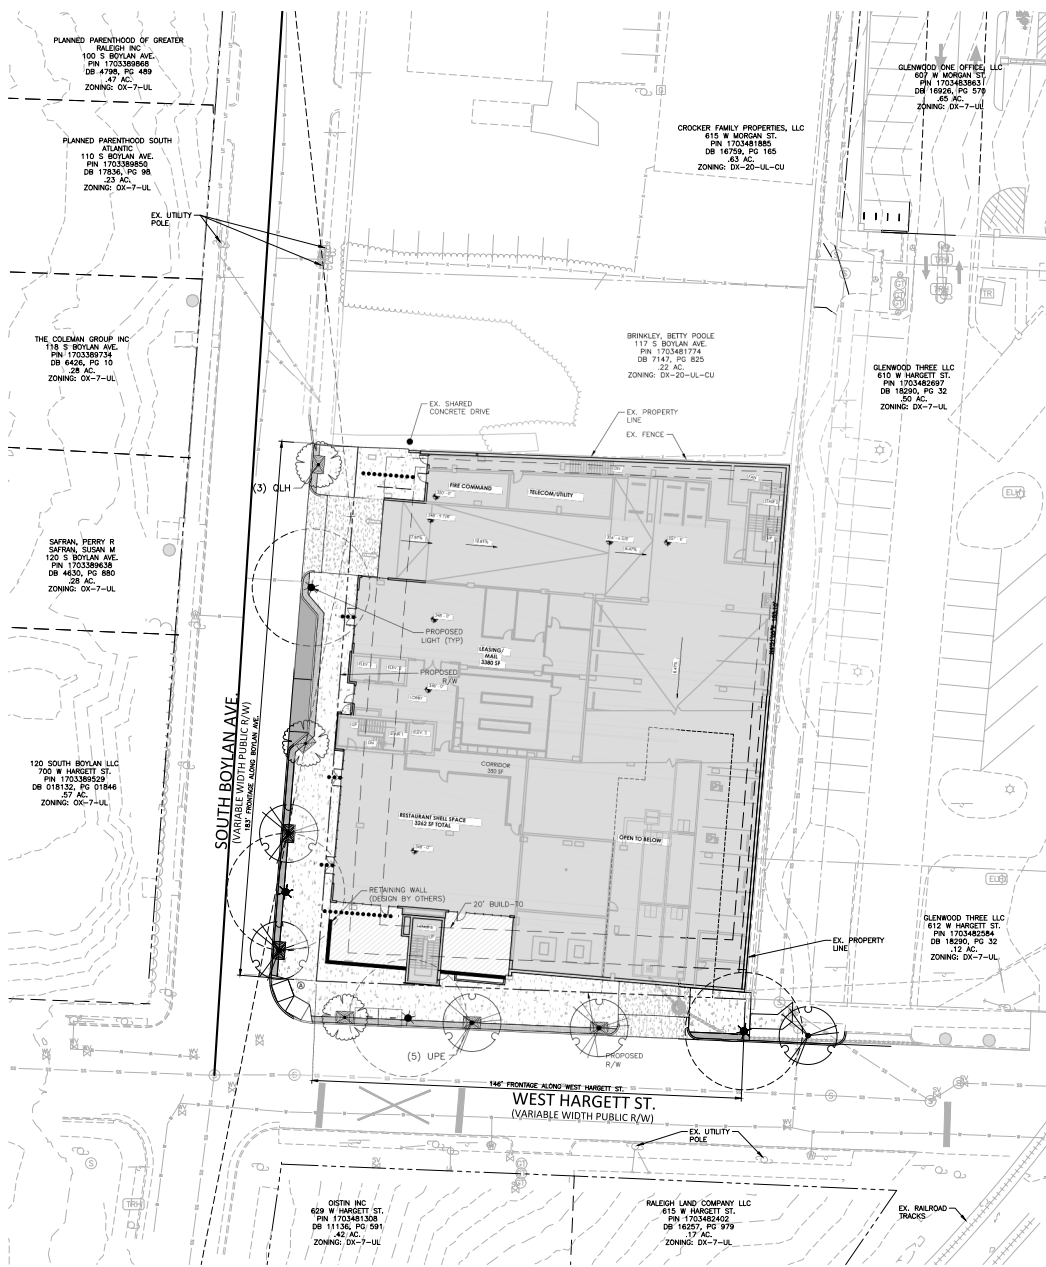 PLANNED PARENTHOOD OF GREATER
RALEIGH INC
100 S BOYLAN AVE.
PIN 1703389868
DB 4798, PG 489
.47 AC.
ZONING: OX-7-UL
GLENWOOD ONE OFFICE, LLC
607 W MORGAN ST.
PIN 1703483863
DB 16926, PG 570
.65 AC.
ZONING: DX-7-UL
CROCKER FAMILY PROPERTIES, LLC
615 W MORGAN ST.
PIN 1703481885
DB 16759, PG 165
.63 AC.
ZONING: DX-20-UL-CU
PLANNED PARENTHOOD SOUTH
ATLANTIC
110 S BOYLAN AVE.
PIN 1703389850
DB 17836, PG 98
.23 AC.
ZONING: OX-7-UL
EX. UTILITY
POLE
THE COLEMAN GROUP INC
118 S BOYLAN AVE.
PIN 1703389734
DB 6426, PG 10
.28 AC.
ZONING: OX-7-UL
BRINKLEY, BETTY POOLE
117 S BOYLAN AVE.
PIN 1703481774
DB 7147, PG 825
.22 AC.
ZONING: DX-20-UL-CU
GLENWOOD THREE LLC
610 W HARGETT ST.
PIN 1703482697
DB 18290, PG 32
.50 AC.
ZONING: DX-7-UL
EX. SHARED
CONCRETE DRIVE
EX. PROPERTY
LINE
EX. FENCE
(3) QLH
FIRE COMMAND
TELECOM/UTILITY
SAFRAN, PERRY R
SAFRAN, SUSAN M
120 S BOYLAN AVE.
PIN 1703389638
DB 4630, PG 880
.28 AC.
ZONING: OX-7-UL
PROPOSED
LIGHT (TYP)
LEASING/
MAIL
3380 SF
PROPOSED
R/W
LOBBY
SOUTH BOYLAN AVE.
(VARIABLE WIDTH PUBLIC R/W)
183' FRONTAGE ALONG BOYLAN AVE.
120 SOUTH BOYLAN LLC
700 W HARGETT ST.
PIN 1703389529
DB 018132, PG 01846
.57 AC.
ZONING: OX-7-UL
CORRIDOR
350 SF
RESTAURANT SHELL SPACE
3262 SF TOTAL
OPEN TO BELOW
RETAINING WALL
(DESIGN BY OTHERS)
20' BUILD-TO
EX. PROPERTY
LINE
GLENWOOD THREE LLC
612 W HARGETT ST.
PIN 1703482584
DB 18290, PG 32
.12 AC.
ZONING: DX-7-UL
(5) UPE
PROPOSED
R/W
146' FRONTAGE ALONG WEST HARGETT ST.
WEST HARGETT ST.
(VARIABLE WIDTH PUBLIC R/W)
EX. UTILITY
POLE
OISTIN INC
629 W HARGETT ST.
PIN 1703481308
DB 11136, PG 591
.42 AC.
ZONING: DX-7-UL
RALEIGH LAND COMPANY LLC
615 W HARGETT ST.
PIN 1703482402
DB 16257, PG 979
.17 AC.
ZONING: DX-7-UL
EX. RAILROAD
TRACKS